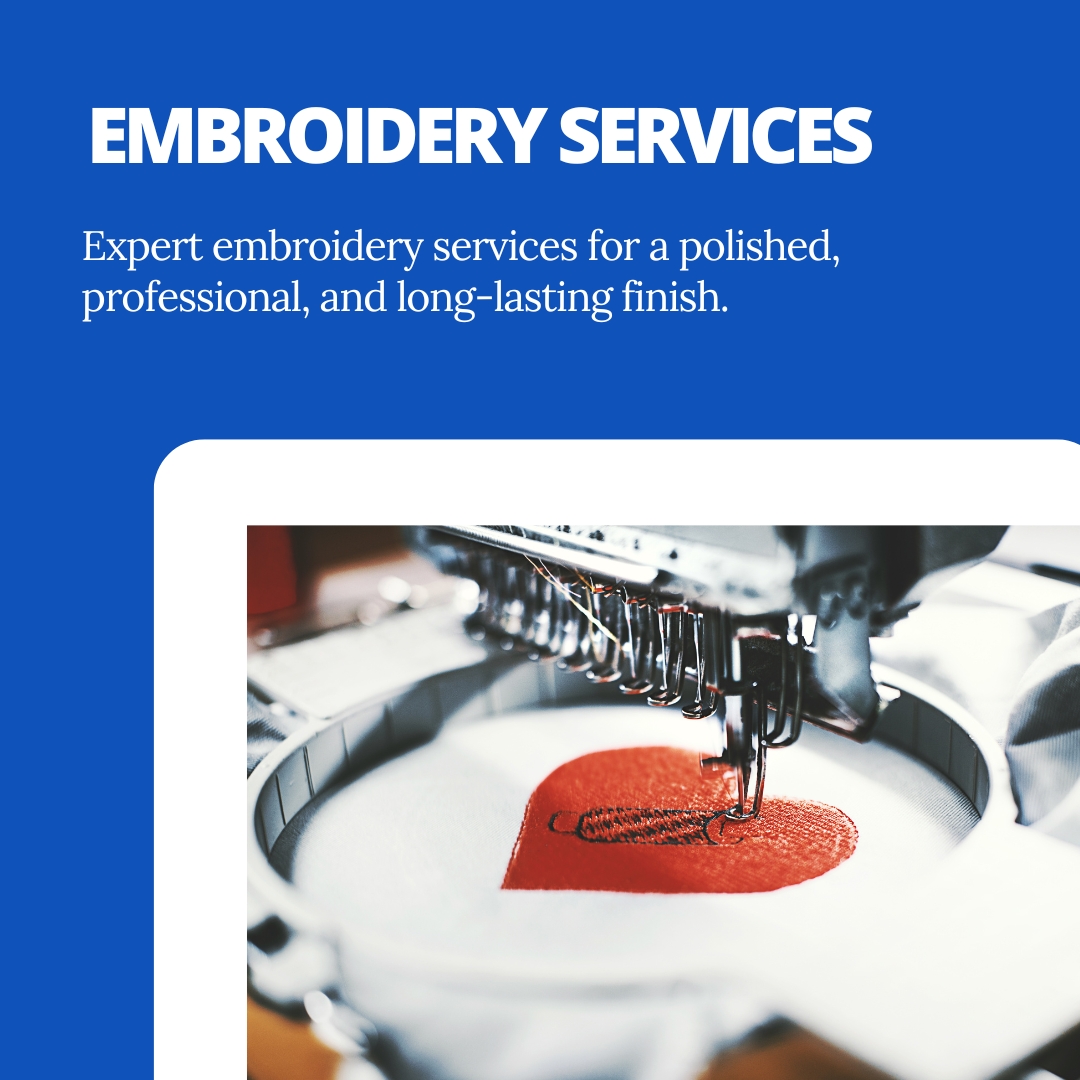 EMBROIDERY SERVICES
Expert embroidery services for a polished,
professional, and long-lasting finish.